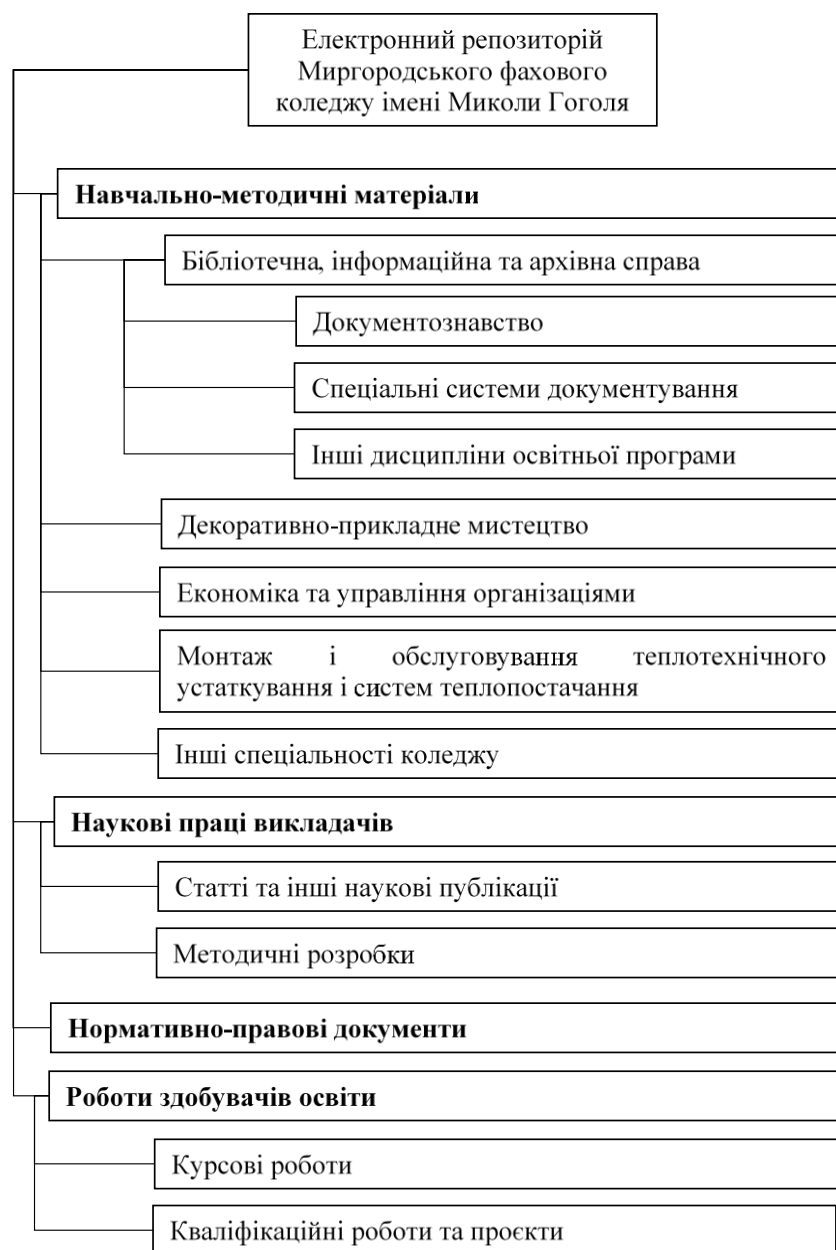 Електронний репозиторій
Миргородського фахового
коледжу імені Миколи Гоголя
Навчально-методичні матеріали
Бібліотечна, інформаційна та архівна справа
Документознавство
Спеціальні системи документування
Інші дисципліни освітньої програми
Декоративно-прикладне мистецтво
Економіка та управління організаціями
Монтаж і обслуговування теплотехнічного
устаткування і систем теплопостачання
Інші спеціальності коледжу
Наукові праці викладачів
Статті та інші наукові публікації
Методичні розробки
Нормативно-правові документи
Роботи здобувачів освіти
Курсові роботи
Кваліфікаційні роботи та проєкти